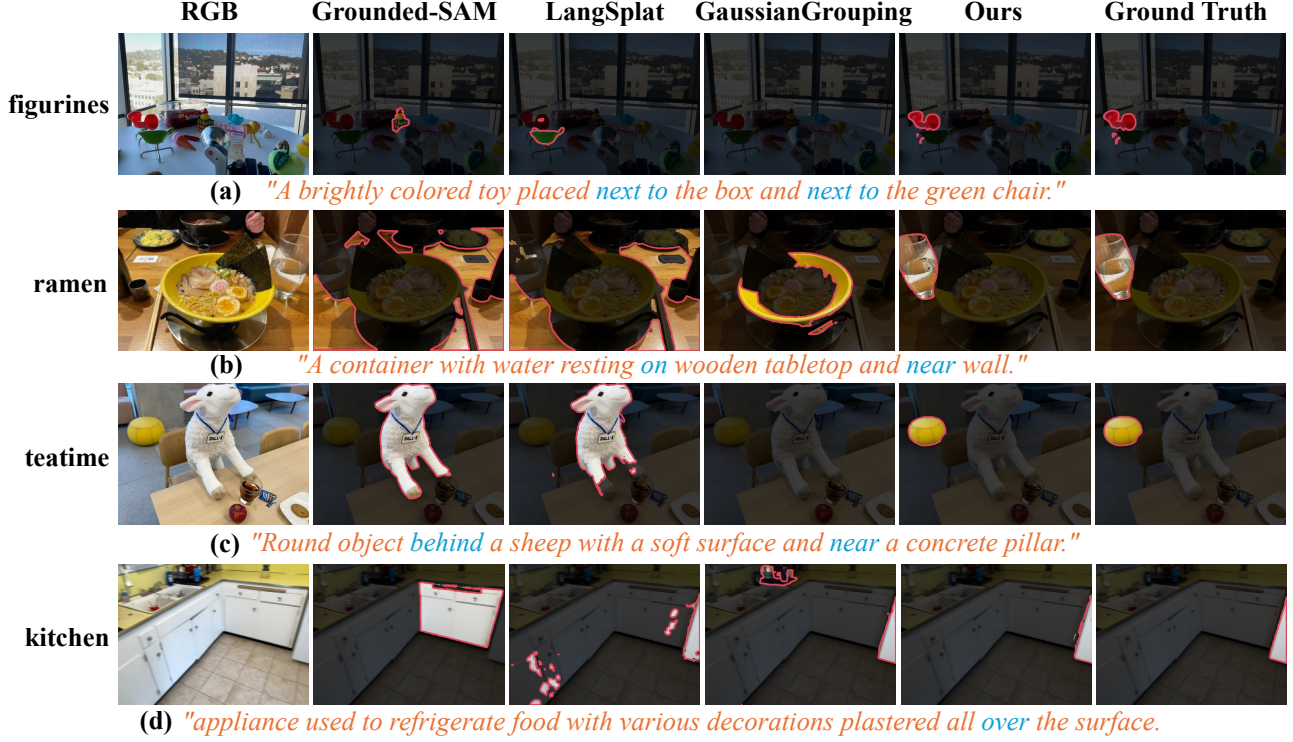 RGB Grounded-SAM LangSplat GaussianGrouping Ours Ground Truth
figurines
(a) "A brightly colored toy placed next to the box and next to the green chair."
ramen
(b) "A container with water resting on wooden tabletop and near wall."
teatime
(c) "Round object behind a sheep with a soft surface and near a concrete pillar."
kitchen
(d) "appliance used to refrigerate food with various decorations plastered all over the surface.